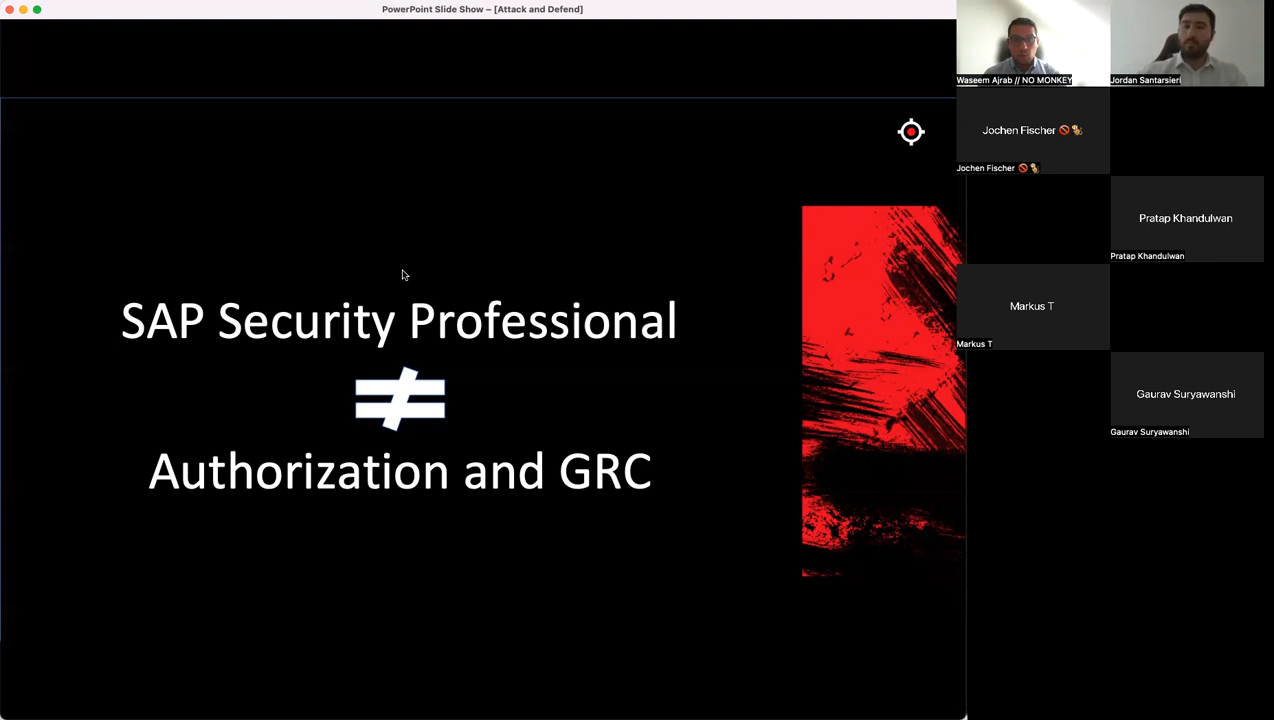 PowerPoint Slide Show – [Attack and Defend]
SAP Security Professional
≠
Authorization and GRC
Waseem Ajrab // NO MONKEY
Jordan Santarsieri
Jochen Fischer 🚫🐒
Jochen Fischer 🚫🐒
Pratap Khandulwan
Pratap Khandulwan
Markus T
Markus T
Gaurav Suryawanshi
Gaurav Suryawanshi